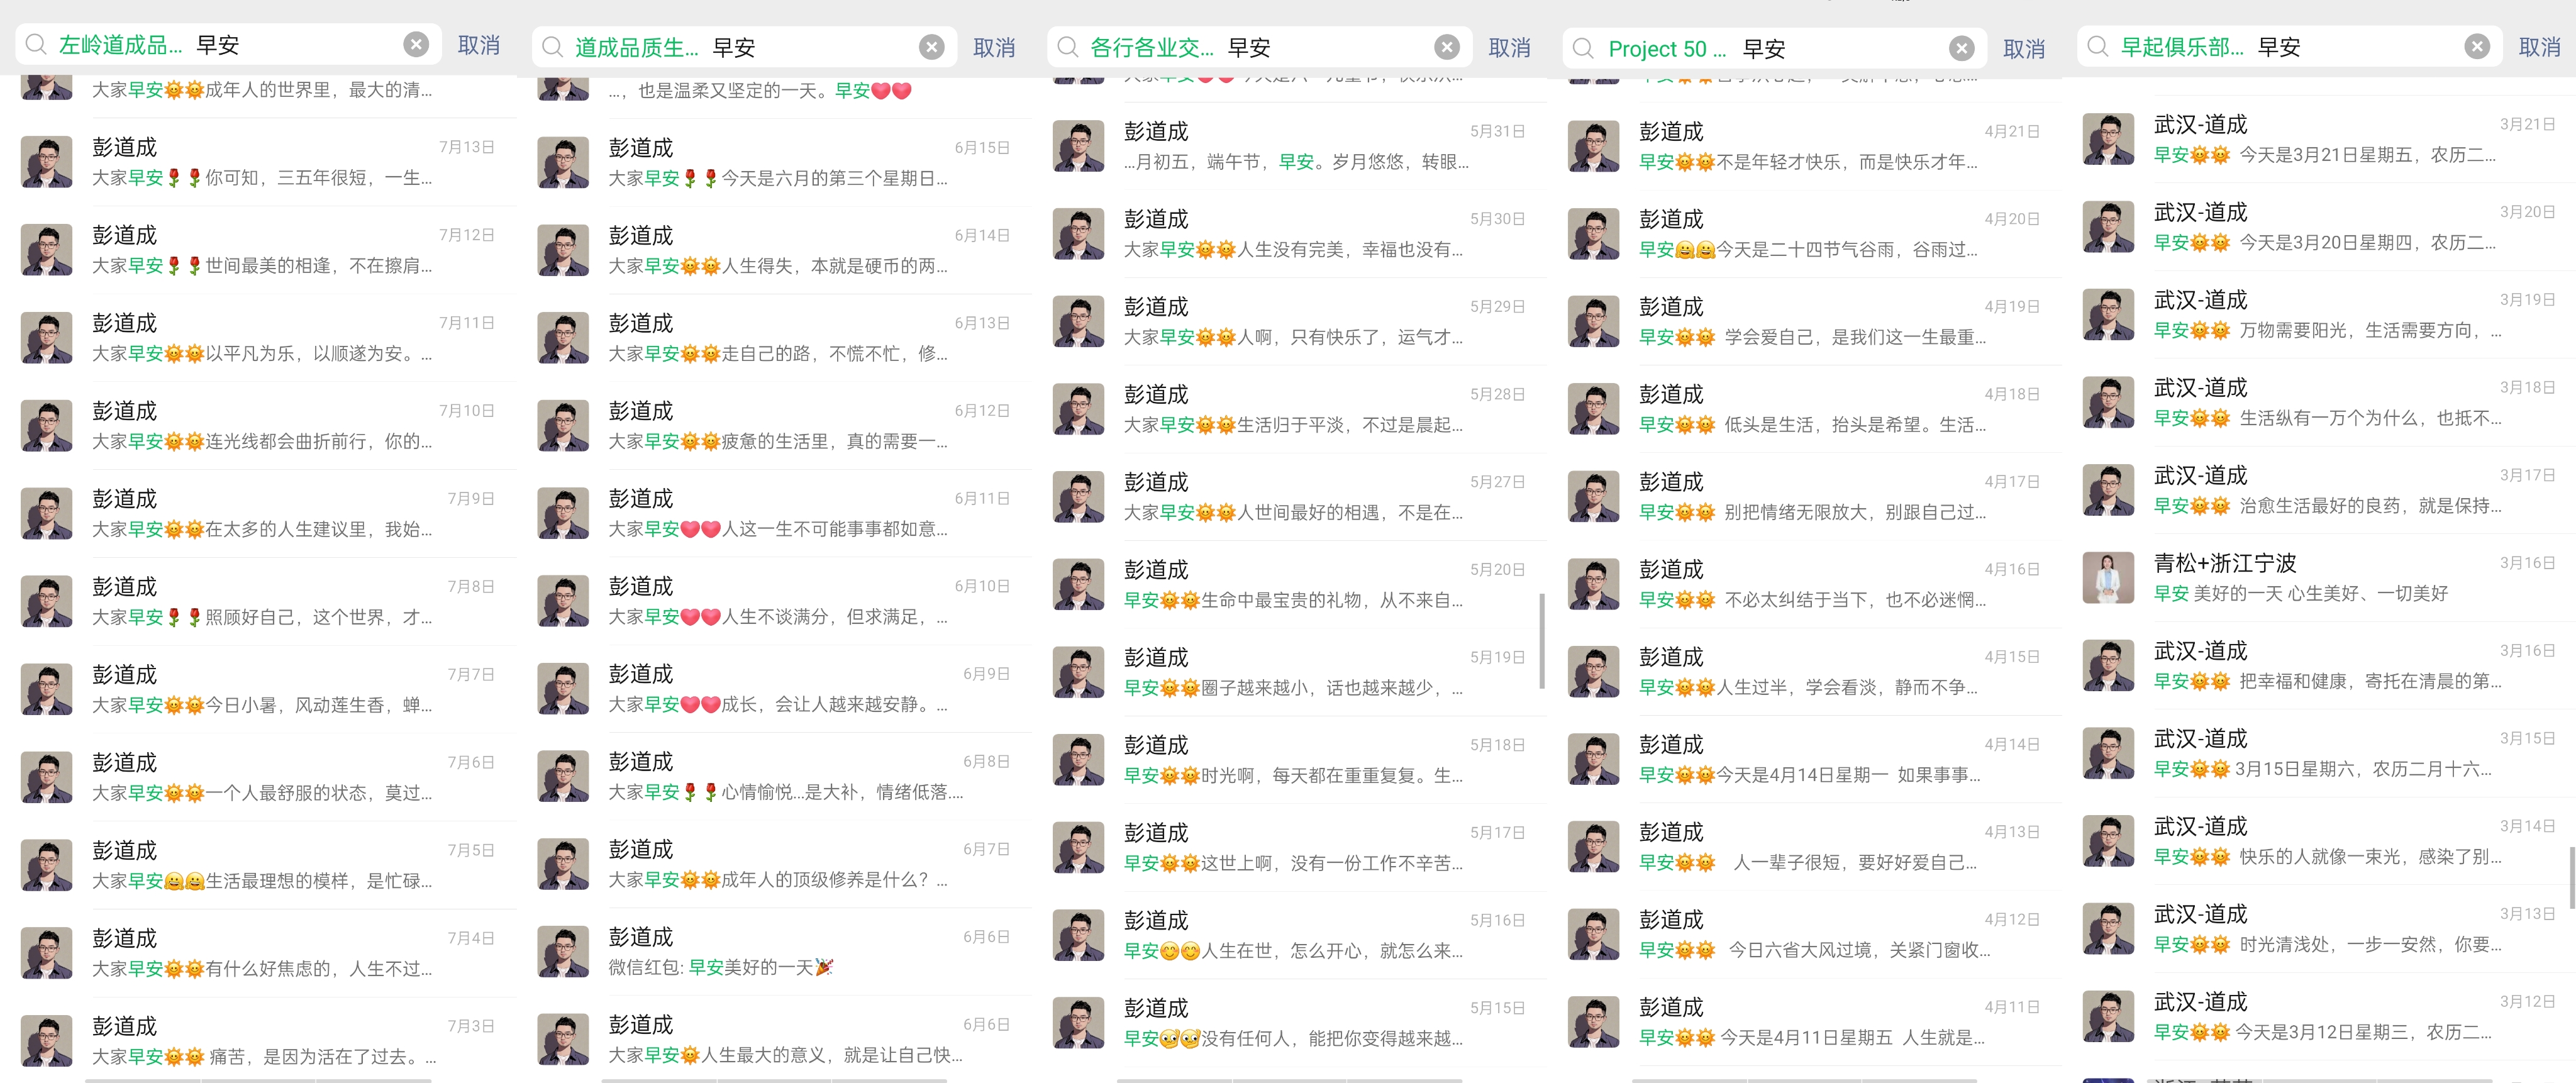 左岭道成品... 早安 取消
大家早安🌞🌞成年人的世界里，最大的清...
彭道成 7月13日
大家早安🌹🌹你可知，三五年很短，一生...
彭道成 7月12日
大家早安🌹🌹世间最美的相逢，不在擦肩...
彭道成 7月11日
大家早安🌞🌞以平凡为乐，以顺遂为安。...
彭道成 7月10日
大家早安🌞🌞连光线都会曲折前行，你的...
彭道成 7月9日
大家早安🌞🌞在太多的人生建议里，我始...
彭道成 7月8日
大家早安🌹🌹照顾好自己，这个世界，才...
彭道成 7月7日
大家早安🌞🌞今日小暑，风动莲生香，蝉...
彭道成 7月6日
大家早安🌞🌞一个人最舒服的状态，莫过...
彭道成 7月5日
大家早安🤗🤗生活最理想的模样，是忙碌...
彭道成 7月4日
大家早安🌞🌞有什么好焦虑的，人生不过...
彭道成 7月3日
大家早安🌞🌞 痛苦，是因为活在了过去。...
道成品质生... 早安 取消
...，也是温柔又坚定的一天。早安❤❤
彭道成 6月15日
大家早安🌹🌹今天是六月的第三个星期日...
彭道成 6月14日
大家早安🌞🌞人生得失，本就是硬币的两...
彭道成 6月13日
大家早安🌞🌞走自己的路，不慌不忙，修...
彭道成 6月12日
大家早安🌞🌞疲惫的生活里，真的需要一...
彭道成 6月11日
大家早安❤❤人这一生不可能事事都如意...
彭道成 6月10日
大家早安❤❤人生不谈满分，但求满足，...
彭道成 6月9日
大家早安❤❤成长，会让人越来越安静。...
彭道成 6月8日
大家早安🌹🌹心情愉悦...是大补，情绪低落....
彭道成 6月7日
大家早安🌞🌞成年人的顶级修养是什么？...
彭道成 6月6日
微信红包: 早安美好的一天🎉
彭道成 6月6日
大家早安🌞人生最大的意义，就是让自己快...
各行各业交... 早安 取消
彭道成 5月31日
...月初五，端午节，早安。岁月悠悠，转眼...
彭道成 5月30日
大家早安🌞🌞人生没有完美，幸福也没有...
彭道成 5月29日
大家早安🌞🌞人啊，只有快乐了，运气才...
彭道成 5月28日
大家早安🌞🌞生活归于平淡，不过是晨起...
彭道成 5月27日
大家早安🌞🌞人世间最好的相遇，不是在...
彭道成 5月20日
早安🌞🌞生命中最宝贵的礼物，从不来自...
彭道成 5月19日
早安🌞🌞圈子越来越小，话也越来越少，...
彭道成 5月18日
早安🌞🌞时光啊，每天都在重重复复。生...
彭道成 5月17日
早安🌞🌞这世上啊，没有一份工作不辛苦...
彭道成 5月16日
早安😊😊人生在世，怎么开心，就怎么来...
彭道成 5月15日
早安🥳🥳没有任何人，能把你变得越来越...
Project 50 ... 早安 取消
彭道成 4月21日
早安🌞🌞不是年轻才快乐，而是快乐才年...
彭道成 4月20日
早安🤗🤗今天是二十四节气谷雨，谷雨过...
彭道成 4月19日
早安🌞🌞 学会爱自己，是我们这一生最重...
彭道成 4月18日
早安🌞🌞 低头是生活，抬头是希望。生活...
彭道成 4月17日
早安🌞🌞 别把情绪无限放大，别跟自己过...
彭道成 4月16日
早安🌞🌞 不必太纠结于当下，也不必迷惘...
彭道成 4月15日
早安🌞🌞人生过半，学会看淡，静而不争...
彭道成 4月14日
早安🌞🌞今天是4月14日星期一 如果事事...
彭道成 4月13日
早安🌞🌞 人一辈子很短，要好好爱自己...
彭道成 4月12日
早安🌞🌞 今日六省大风过境，关紧门窗收...
彭道成 4月11日
早安🌞🌞 今天是4月11日星期五 人生就是...
早起俱乐部... 早安 取消
武汉-道成 3月21日
早安🌞🌞 今天是3月21日星期五，农历二...
武汉-道成 3月20日
早安🌞🌞 今天是3月20日星期四，农历二...
武汉-道成 3月19日
早安🌞🌞 万物需要阳光，生活需要方向，...
武汉-道成 3月18日
早安🌞🌞 生活纵有一万个为什么，也抵不...
武汉-道成 3月17日
早安🌞🌞 治愈生活最好的良药，就是保持...
青松+浙江宁波 3月16日
早安 美好的一天 心生美好、一切美好
武汉-道成 3月16日
早安🌞🌞 把幸福和健康，寄托在清晨的第...
武汉-道成 3月15日
早安🌞🌞 3月15日星期六，农历二月十六...
武汉-道成 3月14日
早安🌞🌞 快乐的人就像一束光，感染了别...
武汉-道成 3月13日
早安🌞🌞 时光清浅处，一步一安然，你要...
武汉-道成 3月12日
早安🌞🌞 今天是3月12日星期三，农历二...